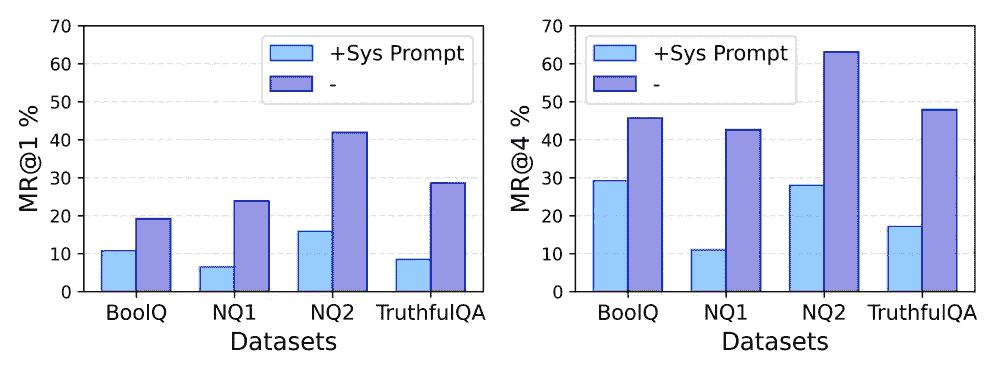 MR@1 %
70
60
50
40
30
20
10
0
+Sys Prompt
-
BoolQ NQ1 NQ2 TruthfulQA
Datasets
MR@4 %
70
60
50
40
30
20
10
0
+Sys Prompt
-
BoolQ NQ1 NQ2 TruthfulQA
Datasets